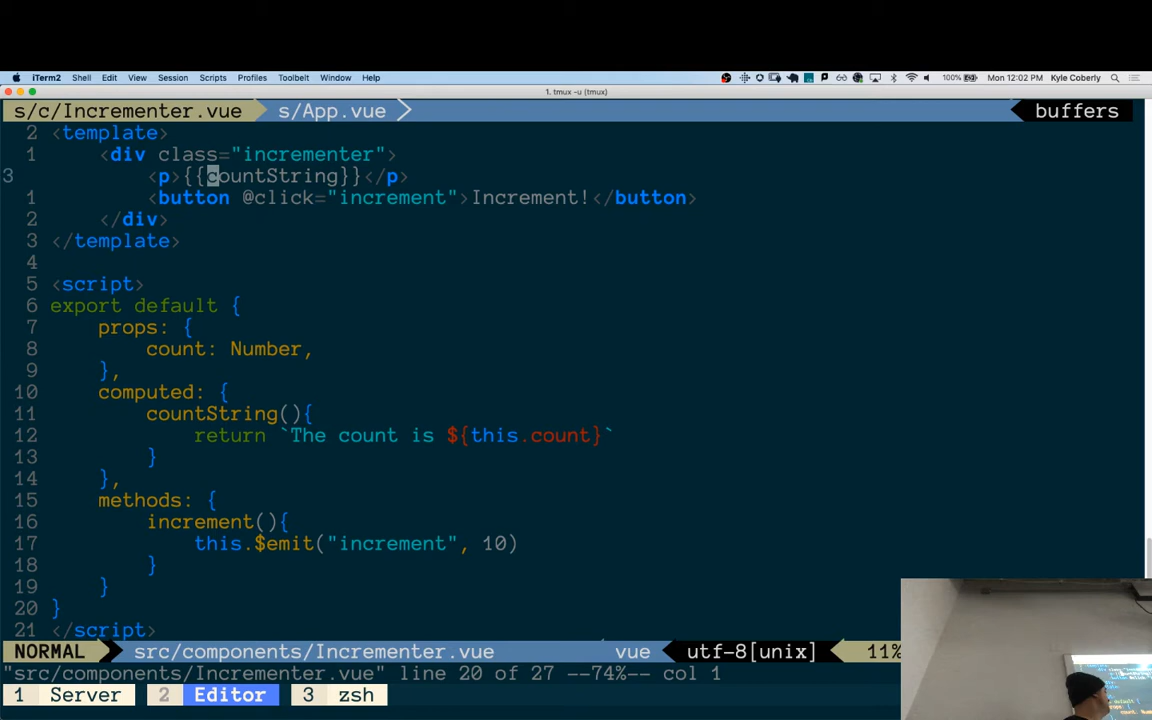 iTerm2 Shell Edit View Session Scripts Profiles Toolbelt Window Help 100% Mon 12:02 PM Kyle Coberly
1. tmux -u (tmux)
s/c/Incrementer.vue s/App.vue buffers
2 <template>
1 <div class="incrementer">
3 <p>{{countString}}</p>
1 <button @click="increment">Increment!</button>
2 </div>
3 </template>
4
5 <script>
6 export default {
7 props: {
8 count: Number,
9 },
10 computed: {
11 countString(){
12 return `The count is ${this.count}`
13 }
14 },
15 methods: {
16 increment(){
17 this.$emit("increment", 10)
18 }
19 }
20 }
21 </script>
NORMAL src/components/Incrementer.vue vue utf-8[unix] 11%
"src/components/Incrementer.vue" line 20 of 27 --74%-- col 1
1 Server 2 Editor 3 zsh